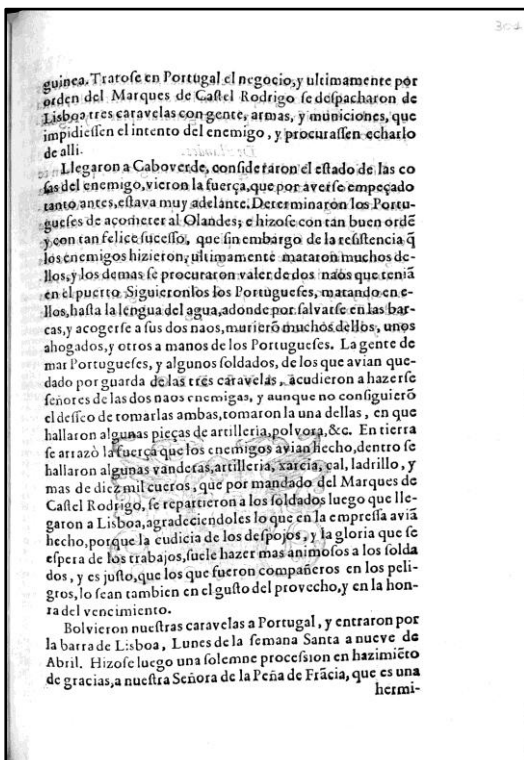 guinea. Tratose en Portugal el negocio, y ultimamente por
orden del Marques de Castel Rodrigo se despacharon de
Lisboa tres caravelas con gente, armas, y municiones, que
impidiessen el intento del enemigo, y procurassen echarlo
de alli.
Llegaron a Caboverde, consideraron el estado de las co
sas del enemigo, vieron la fuerça, que por averse empeçado
tanto antes, estava muy adelante. Determinaron los Portu-
gueses de acometer al Olandes; e hizose con tan buen ordẽ
y con tan felice sucesso, que sin embargo de la resistencia q̃
los enemigos hizieron, ultimamente mataron muchos de-
llos, y los demas se procuraron valer de dos naos que teniã
en el puerto Siguieronlos los Portugueses, matando en e-
llos, hasta la lengua del agua, adonde por salvarse en las bar-
cas, y acogerse a sus dos naos, muriero᷈ muchos dellos, unos
ahogados, y otros a manos de los Portugueses. La gente de
mar Portugueses, y algunos soldados, de los que avian que-
dado por guarda de las tres caravelas, acudieron a hazerse
señores de las dos naos enemigas, y aunque no consiguierõ
el desseo de tomarlas ambas, tomaron la una dellas, en que
hallaron algunas pieças de artilleria, polvora, &c. En tierra
se arrazò la fuerça que los enemigos avian hecho, dentro se
hallaron algunas vanderas, artilleria, xarcia, cal, ladrillo, y
mas de diez mil cueros, que por mandado del Marques de
Castel Rodrigo, se repartieron a los soldados luego que lle-
garon a Lisboa, agradeciendoles lo que en la empressa aviã
hecho, porque la cudicia de los despojos, y la gloria que se
espera de los trabajos, suele hazer mas animosos a los solda
dos, y es justo, que los que fueron compañeros en los peli-
gros, lo sean tambien en el gusto del provecho, y en la hon-
ra del vencimiento.
Bolvieron nuestras caravelas a Portugal, y entraron por
la barra de Lisboa, Lunes de la semana Santa a nueve de
Abril. Hizose luego una solemne procession en hazimiẽto
de gracias, a nuestra Señora de la Peña de Frãcia, que es una
hermi-